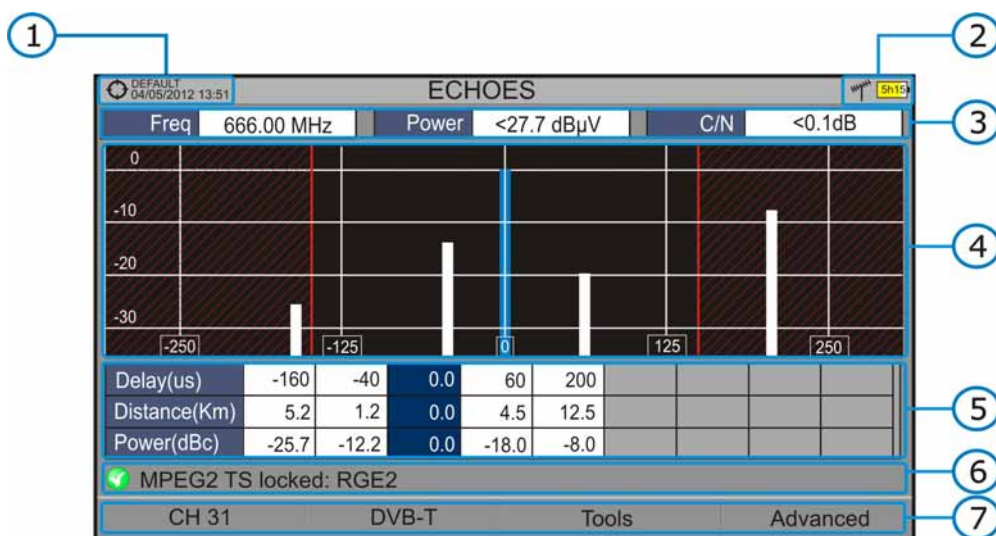 1
2
DEFAULT
04/05/2012 13:51
ECHOES
5h15
Freq 666.00 MHz Power <27.7 dBµV C/N <0.1dB
3
0
-10
-20
-30
-250 -125 0 125 250
4
Delay(us) -160 -40 0.0 60 200
Distance(Km) 5.2 1.2 0.0 4.5 12.5
Power(dBc) -25.7 -12.2 0.0 -18.0 -8.0
5
MPEG2 TS locked: RGE2
6
CH 31 DVB-T Tools Advanced
7